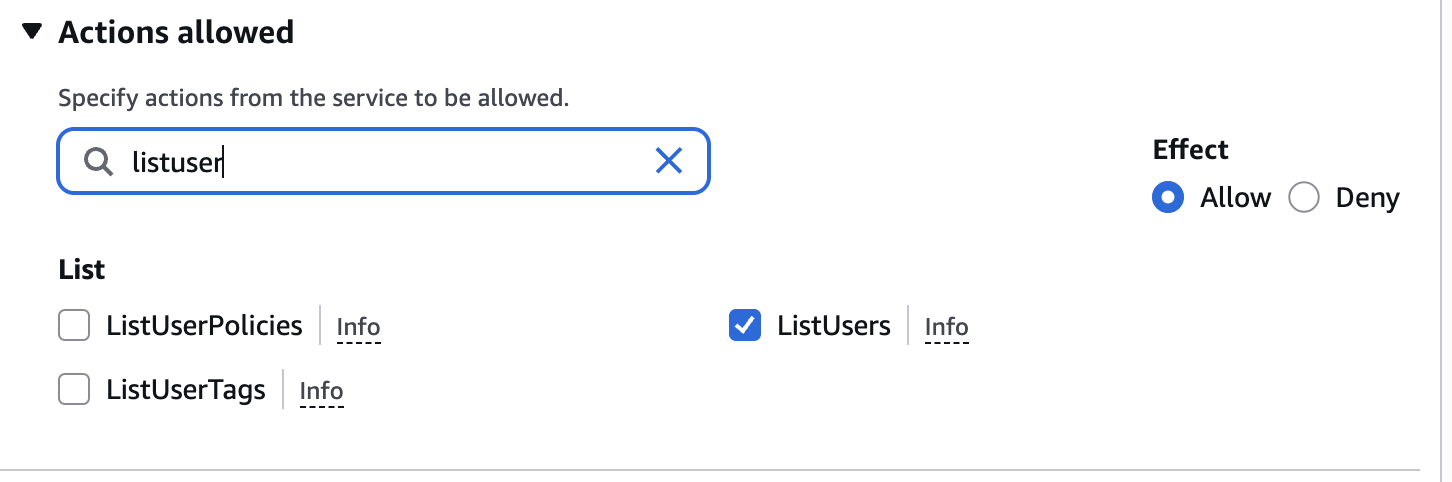 Actions allowed
Specify actions from the service to be allowed.
listuser
Effect
Allow Deny
List
ListUserPolicies Info ListUsers Info
ListUserTags Info